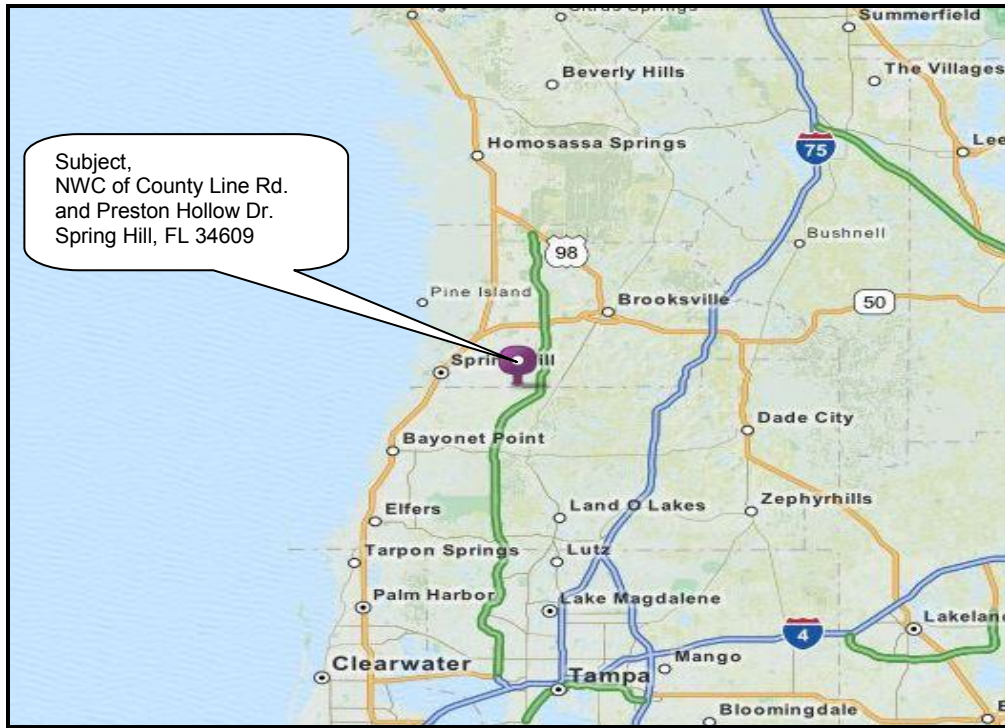 Summerfield
Beverly Hills
The Villages
Homosassa Springs
75
Subject,
NWC of County Line Rd.
and Preston Hollow Dr.
Spring Hill, FL 34609
98
Bushnell
Pine Island
Brooksville
50
Dade City
Bayonet Point
Elfers
Land O Lakes
Zephyrhills
Tarpon Springs
Lutz
Palm Harbor
Lake Magdalene
4
Clearwater
Mango
Tampa
Bloomingdale